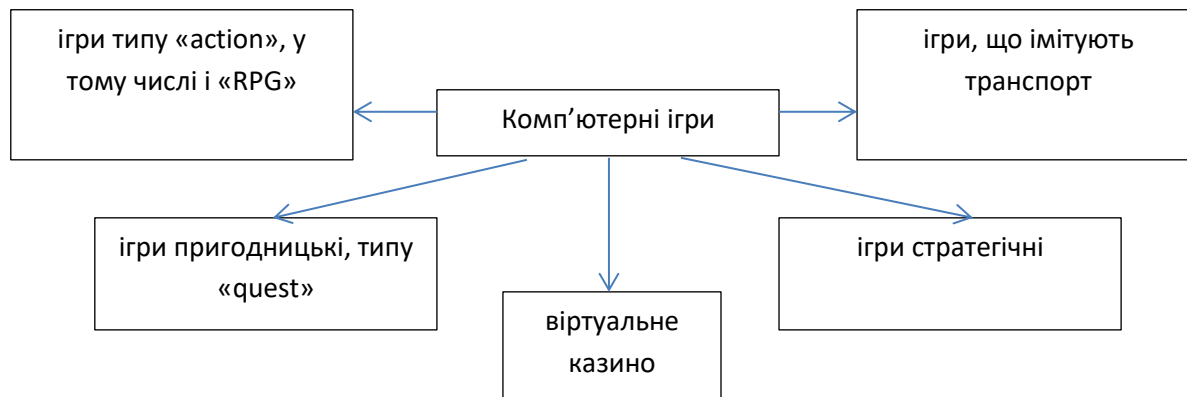 ігри типу «action», у
тому числі і «RPG»
ігри, що імітують
транспорт
Комп’ютерні ігри
ігри пригодницькі, типу
«quest»
ігри стратегічні
віртуальне
казино